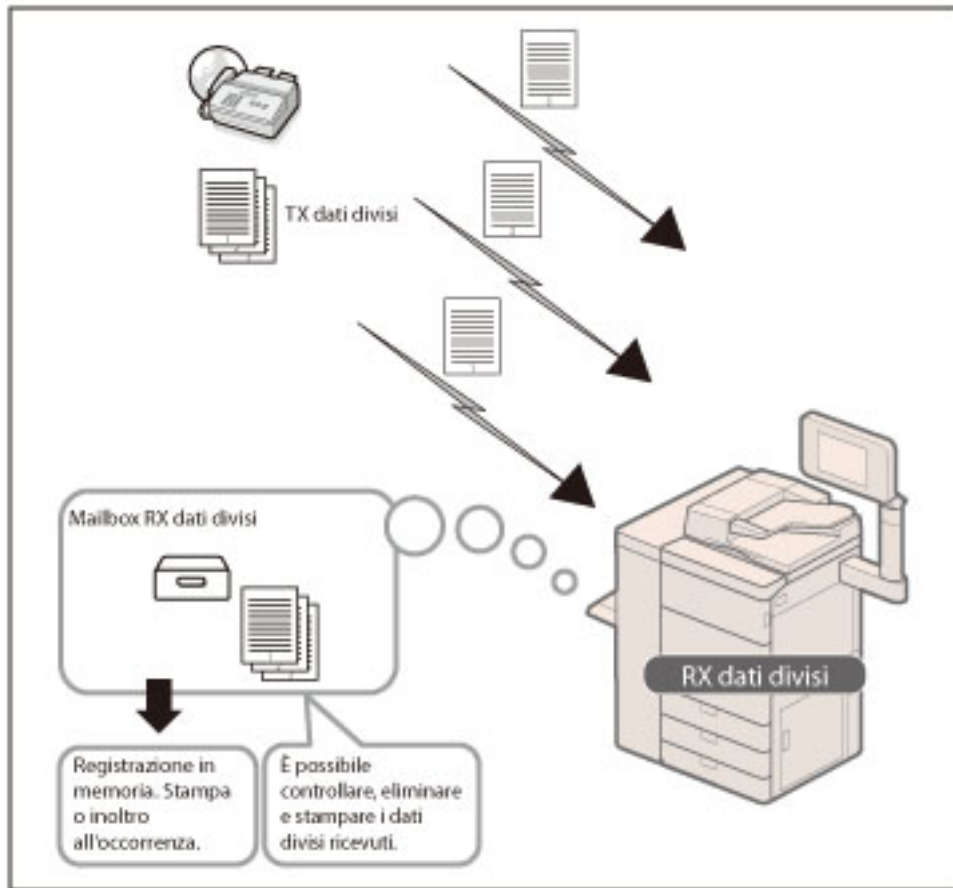 TX dati divisi
Mailbox RX dati divisi
RX dati divisi
Registrazione in
memoria. Stampa
o inoltro
all'occorrenza.
È possibile
controllare, eliminare
e stampare i dati
divisi ricevuti.